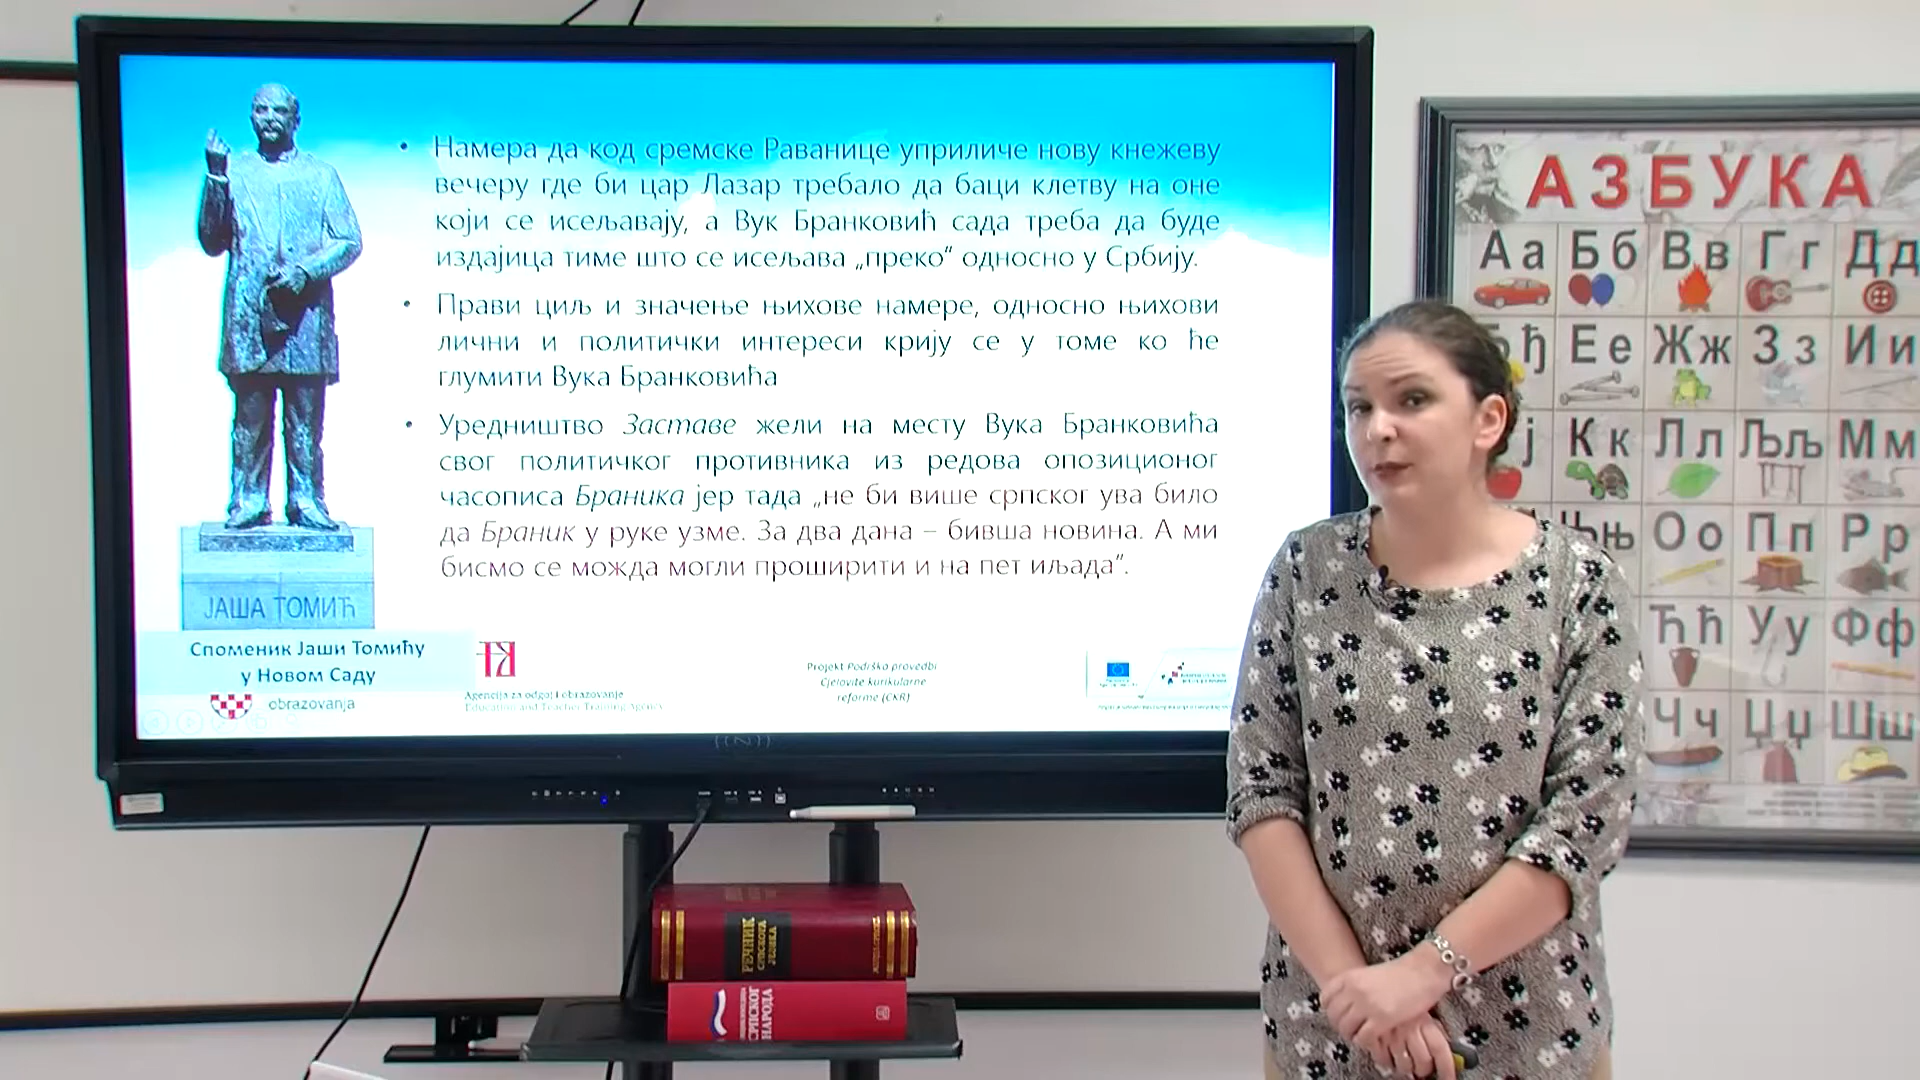 • Намера да код сремске Раванице уприличе нову кнежеву
вечеру где би цар Лазар требало да баци клетву на оне
који се исељавају, а Вук Бранковић сада треба да буде
издајица тиме што се исељава „преко“ односно у Србију.
• Прави циљ и значење њихове намере, односно њихови
лични и политички интереси крију се у томе ко ће
глумити Вука Бранковића
• Уредништво Заставе жели на месту Вука Бранковића
свог политичког противника из редова опозиционог
часописа Браника јер тада „не би више српског ува било
да Браник у руке узме. За два дана – бивша новина. А ми
бисмо се можда могли проширити и на пет иљада“.
ЈАША ТОМИЋ
Споменик Јаши Томићу
у Новом Саду
obrazovanja
Agencija za odgoj i obrazovanje
Education and Teacher Training Agency
Projekt Podrška provedbi
Cjelovite kurikularne
reforme (CKR)
АЗБУКА
Аа Бб Вв Гг Дд
ђ Ее Жж Зз Ии
ј Кк Лл Љљ Мм
Њњ Оо Пп Рр
Ћћ Уу Фф
Чч Џџ Шш
РЕЧНИК
СРПСКОГА
ЈЕЗИКА
СРПСКОГ
НАРОДА